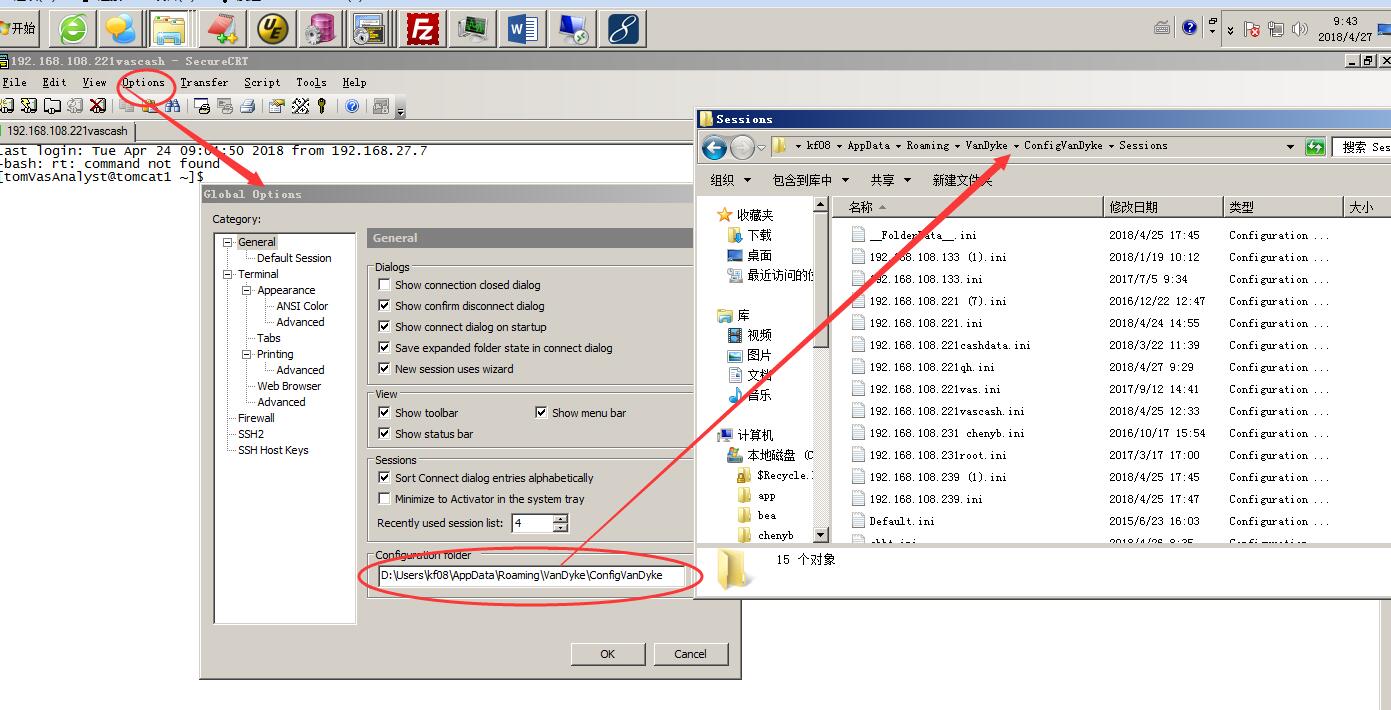 开始
9:43
2018/4/27
192.168.108.221vascash - SecureCRT
File Edit View Options Transfer Script Tools Help
192.168.108.221vascash
Last login: Tue Apr 24 09:01:50 2018 from 192.168.27.7
-bash: rt: command not found
[tomVasAnalyst@tomcat1 ~]$
Global Options
Category:
General
Default Session
Terminal
Appearance
ANSI Color
Advanced
Tabs
Printing
Advanced
Web Browser
Advanced
Firewall
SSH2
SSH Host Keys
General
Dialogs
Show connection closed dialog
Show confirm disconnect dialog
Show connect dialog on startup
Save expanded folder state in connect dialog
New session uses wizard
View
Show toolbar Show menu bar
Show status bar
Sessions
Sort Connect dialog entries alphabetically
Minimize to Activator in the system tray
Recently used session list: 4
Configuration folder
D:\Users\kf08\AppData\Roaming\VanDyke\ConfigVanDyke
OK Cancel
Sessions
kf08 AppData Roaming VanDyke ConfigVanDyke Sessions
搜索 Ses
组织 包含到库中 共享 新建文件夹
收藏夹
下载
桌面
最近访问的位
库
视频
图片
文档
音乐
计算机
本地磁盘 (C
$Recycle.
app
bea
chenyb
名称 修改日期 类型 大小
__FolderData__.ini 2018/4/25 17:45 Configuration ...
192.168.108.133 (1).ini 2018/1/19 10:12 Configuration ...
192.168.108.133.ini 2017/7/5 9:34 Configuration ...
192.168.108.221 (7).ini 2016/12/22 12:47 Configuration ...
192.168.108.221.ini 2018/4/24 14:55 Configuration ...
192.168.108.221cashdata.ini 2018/3/22 11:39 Configuration ...
192.168.108.221qh.ini 2018/4/27 9:29 Configuration ...
192.168.108.221vas.ini 2017/9/12 14:41 Configuration ...
192.168.108.221vascash.ini 2018/4/25 12:33 Configuration ...
192.168.108.231 chenyb.ini 2016/10/17 15:54 Configuration ...
192.168.108.231root.ini 2017/3/17 17:00 Configuration ...
192.168.108.239 (1).ini 2018/4/25 17:45 Configuration ...
192.168.108.239.ini 2018/4/25 17:47 Configuration ...
Default.ini 2015/6/23 16:03 Configuration ...
15 个对象